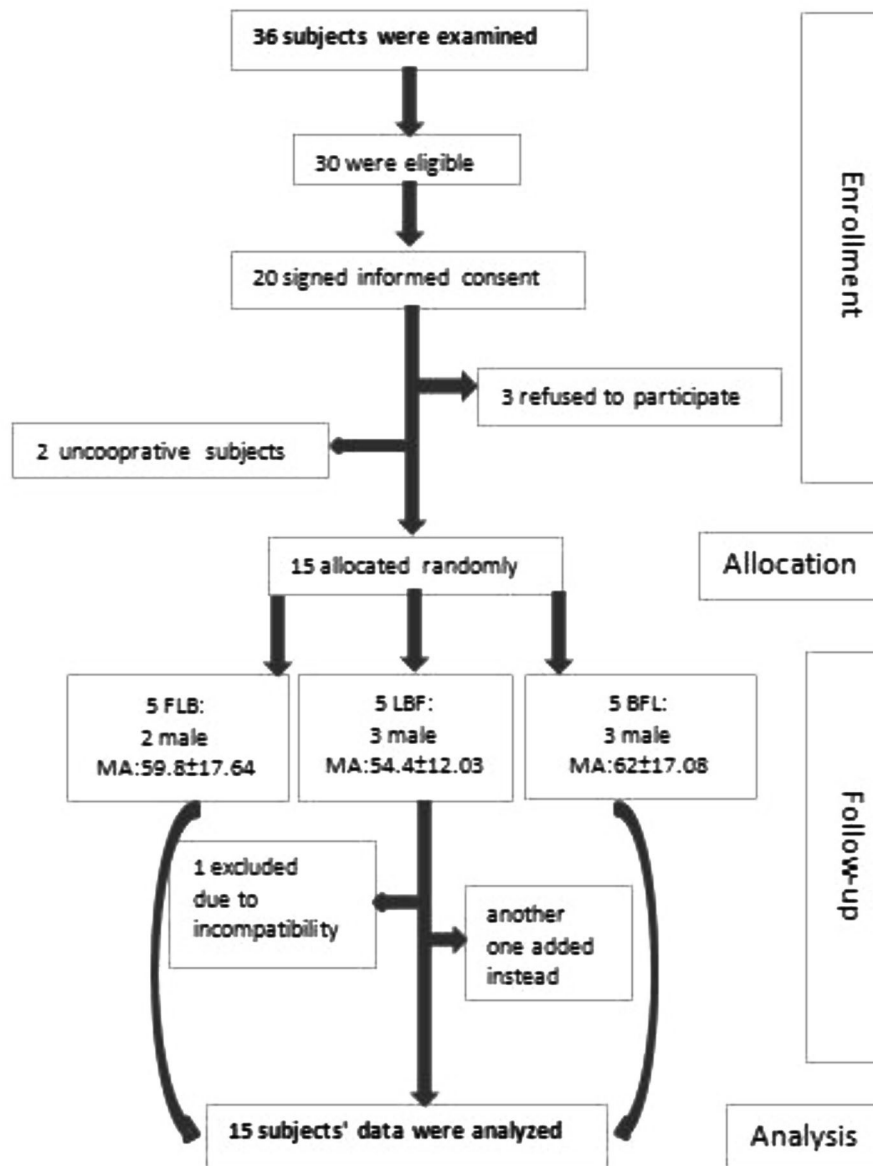 36 subjects were examined
30 were eligible
20 signed informed consent
3 refused to participate
2 uncooprative subjects
Enrollment
15 allocated randomly
Allocation
5 FLB:
2 male
MA:59.8±17.64
5 LBF:
3 male
MA:54.4±12.03
5 BFL:
3 male
MA:62±17.08
1 excluded
due to
incompatibility
another
one added
instead
Follow-up
15 subjects' data were analyzed
Analysis